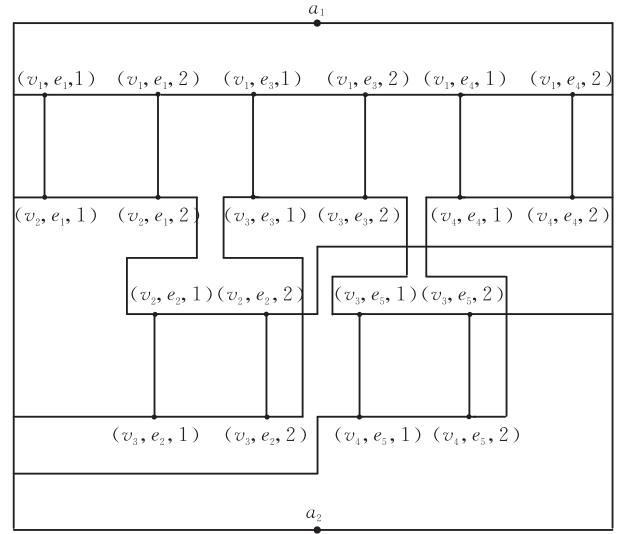 a₁
(v₁, e₁,1) (v₁, e₁, 2) (v₁, e₃,1) (v₁, e₃, 2) (v₁, e₄, 1) (v₁, e₄, 2)
(v₂, e₁, 1) (v₂, e₁, 2) (v₃, e₃, 1) (v₃, e₃, 2) (v₄, e₄, 1) (v₄, e₄, 2)
(v₂, e₂, 1) (v₂, e₂, 2) (v₃, e₅, 1) (v₃, e₅, 2)
(v₃, e₂, 1) (v₃, e₂, 2) (v₄, e₅, 1) (v₄, e₅, 2)
a₂